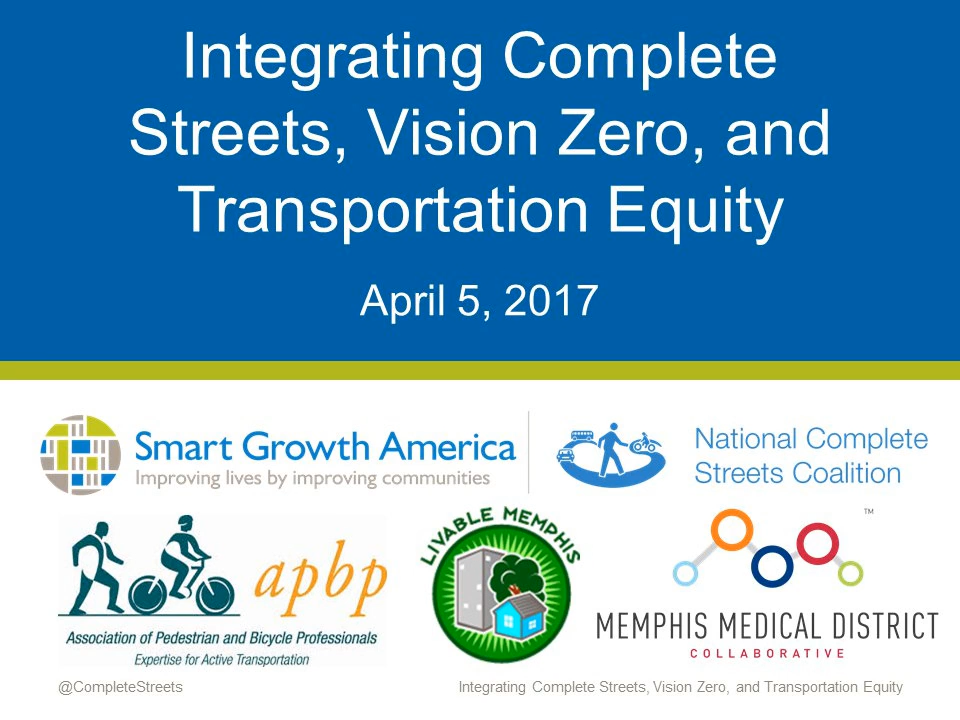 Integrating Complete
Streets, Vision Zero, and
Transportation Equity
April 5, 2017
Smart Growth America
Improving lives by improving communities
National Complete
Streets Coalition
apbp
Association of Pedestrian and Bicycle Professionals
Expertise for Active Transportation
LIVABLE MEMPHIS
™
MEMPHIS MEDICAL DISTRICT
COLLABORATIVE
@CompleteStreets
Integrating Complete Streets, Vision Zero, and Transportation Equity